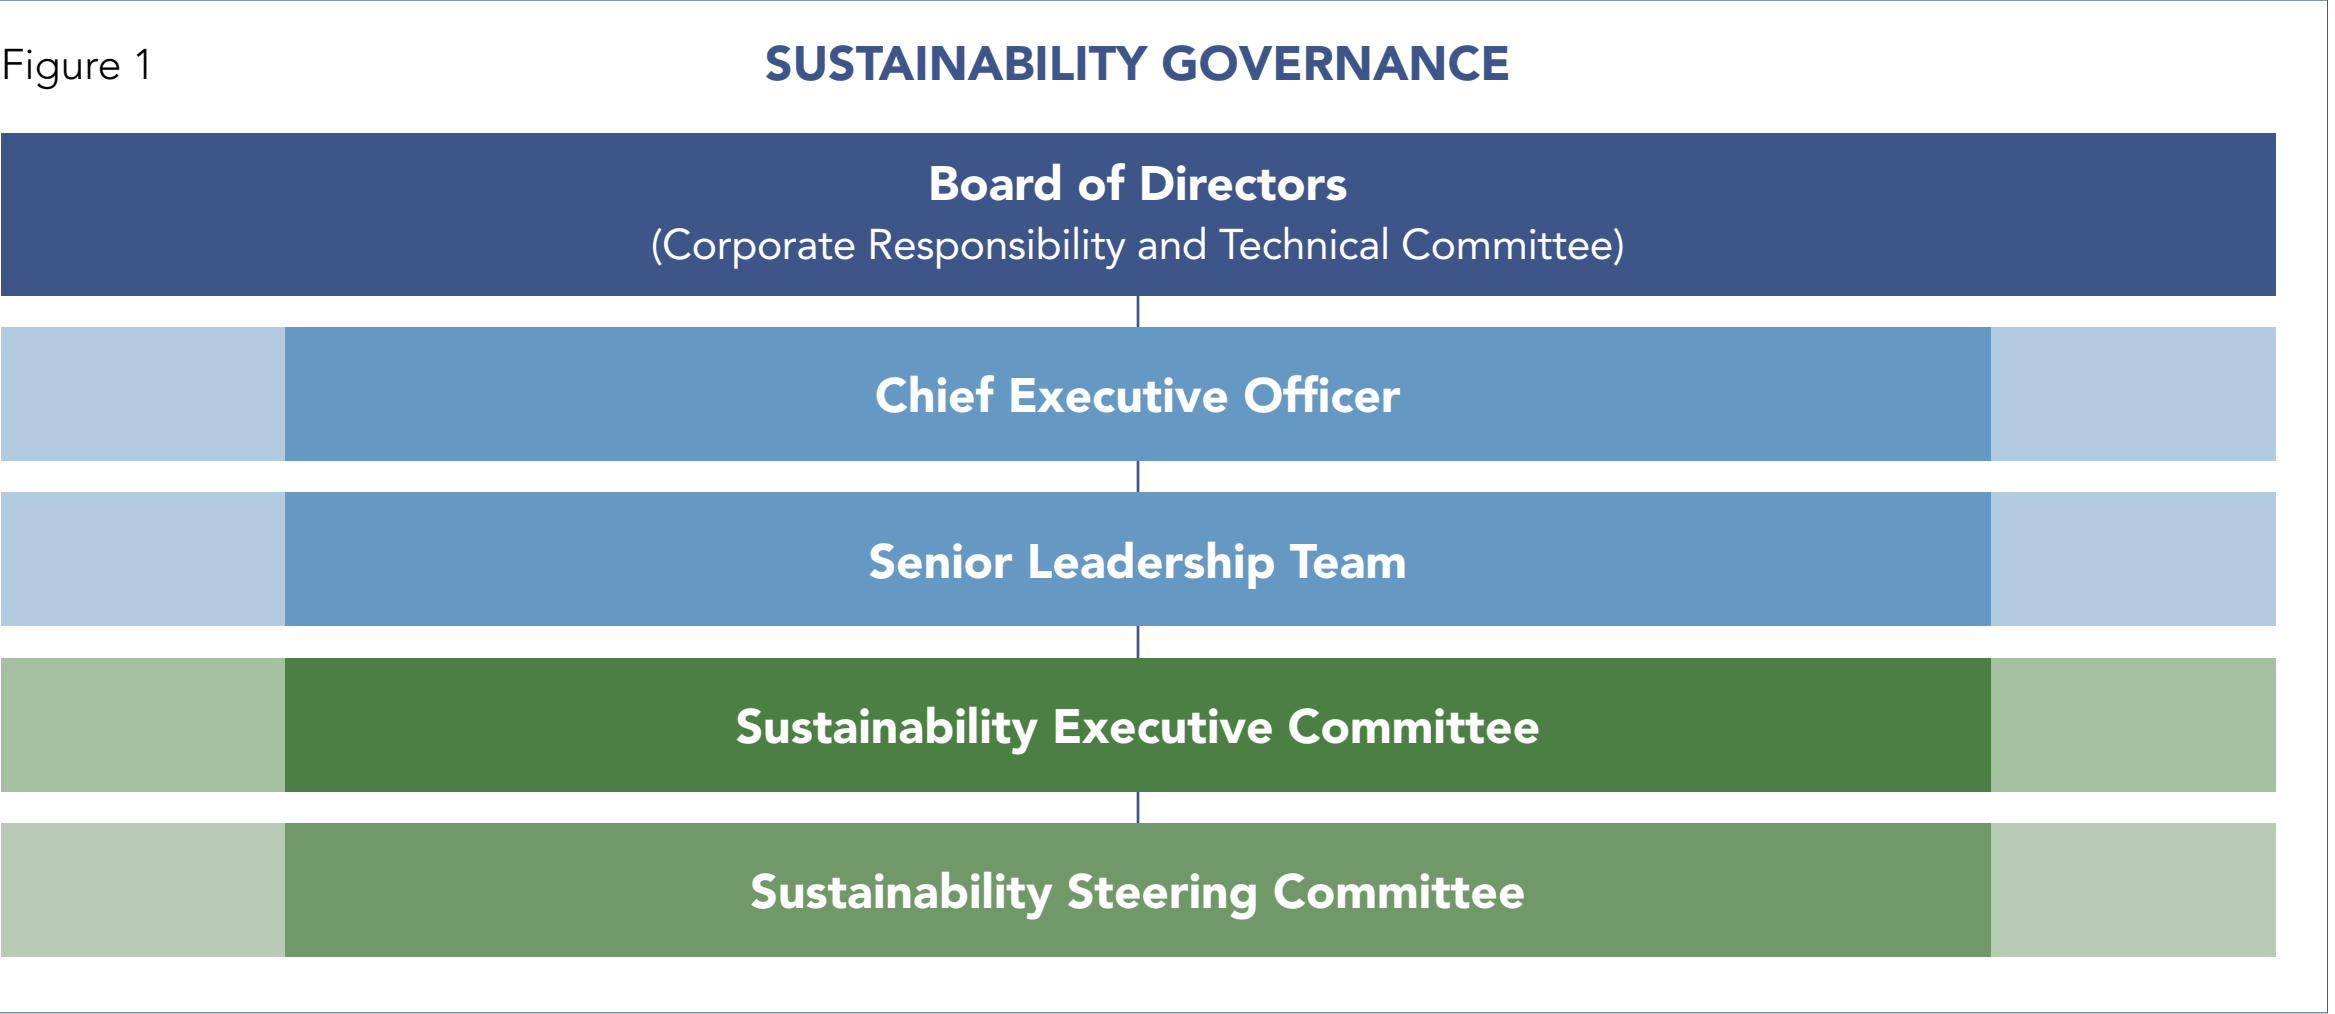 Figure 1
SUSTAINABILITY GOVERNANCE
Board of Directors
(Corporate Responsibility and Technical Committee)
Chief Executive Officer
Senior Leadership Team
Sustainability Executive Committee
Sustainability Steering Committee